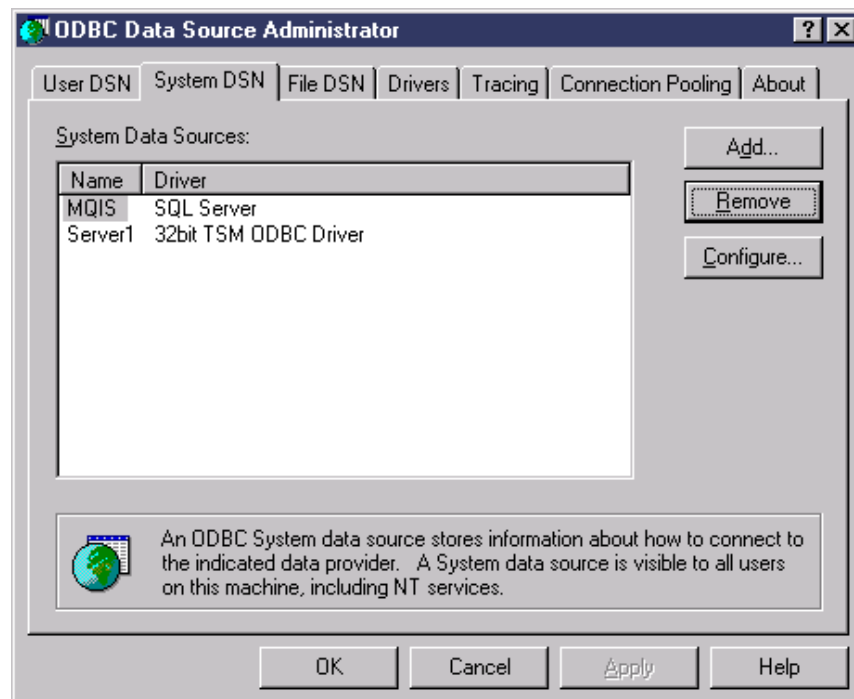 ODBC Data Source Administrator
User DSN System DSN File DSN Drivers Tracing Connection Pooling About
System Data Sources:
Name Driver
MQIS SQL Server
Server1 32bit TSM ODBC Driver
Add...
Remove
Configure...
An ODBC System data source stores information about how to connect to
the indicated data provider. A System data source is visible to all users
on this machine, including NT services.
OK Cancel Apply Help